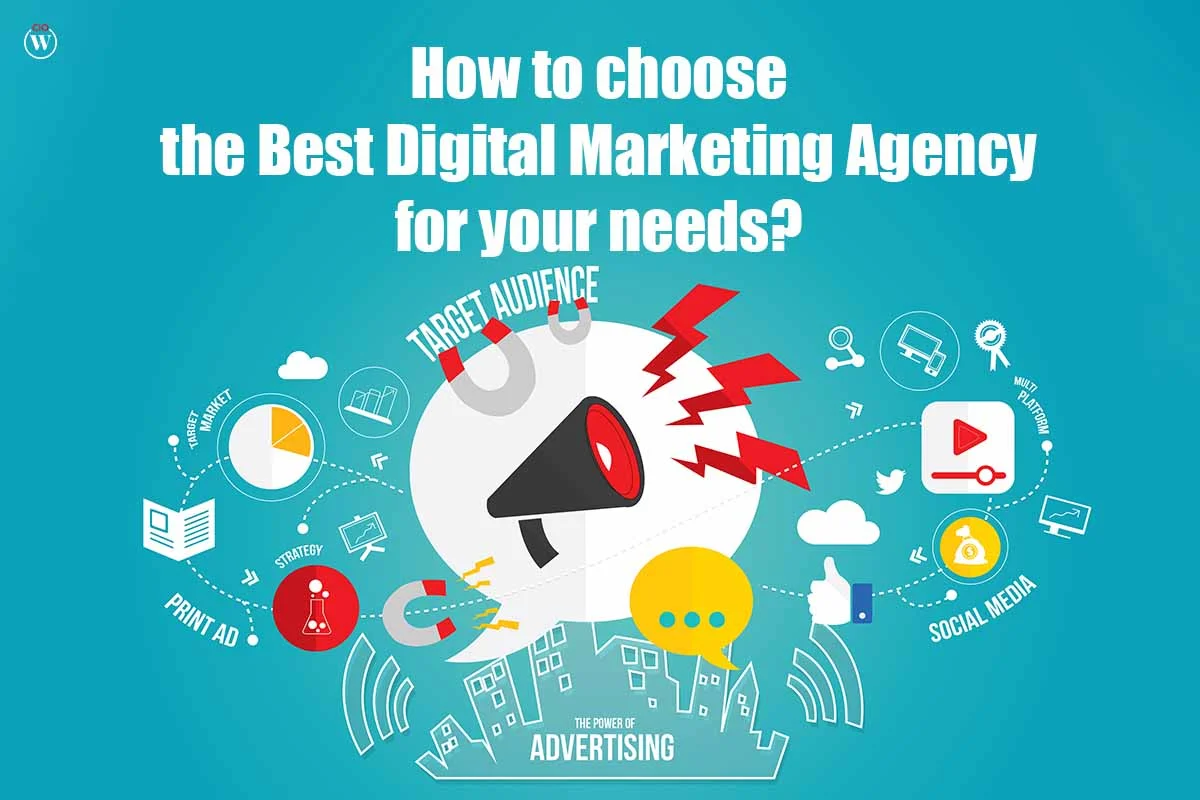 CIO
W
How to choose
the Best Digital Marketing Agency
for your needs?
TARGET AUDIENCE
TARGET
MARKET
STRATEGY
PRINT AD
MULTI
PLATFORM
$
SOCIAL MEDIA
THE POWER OF
ADVERTISING